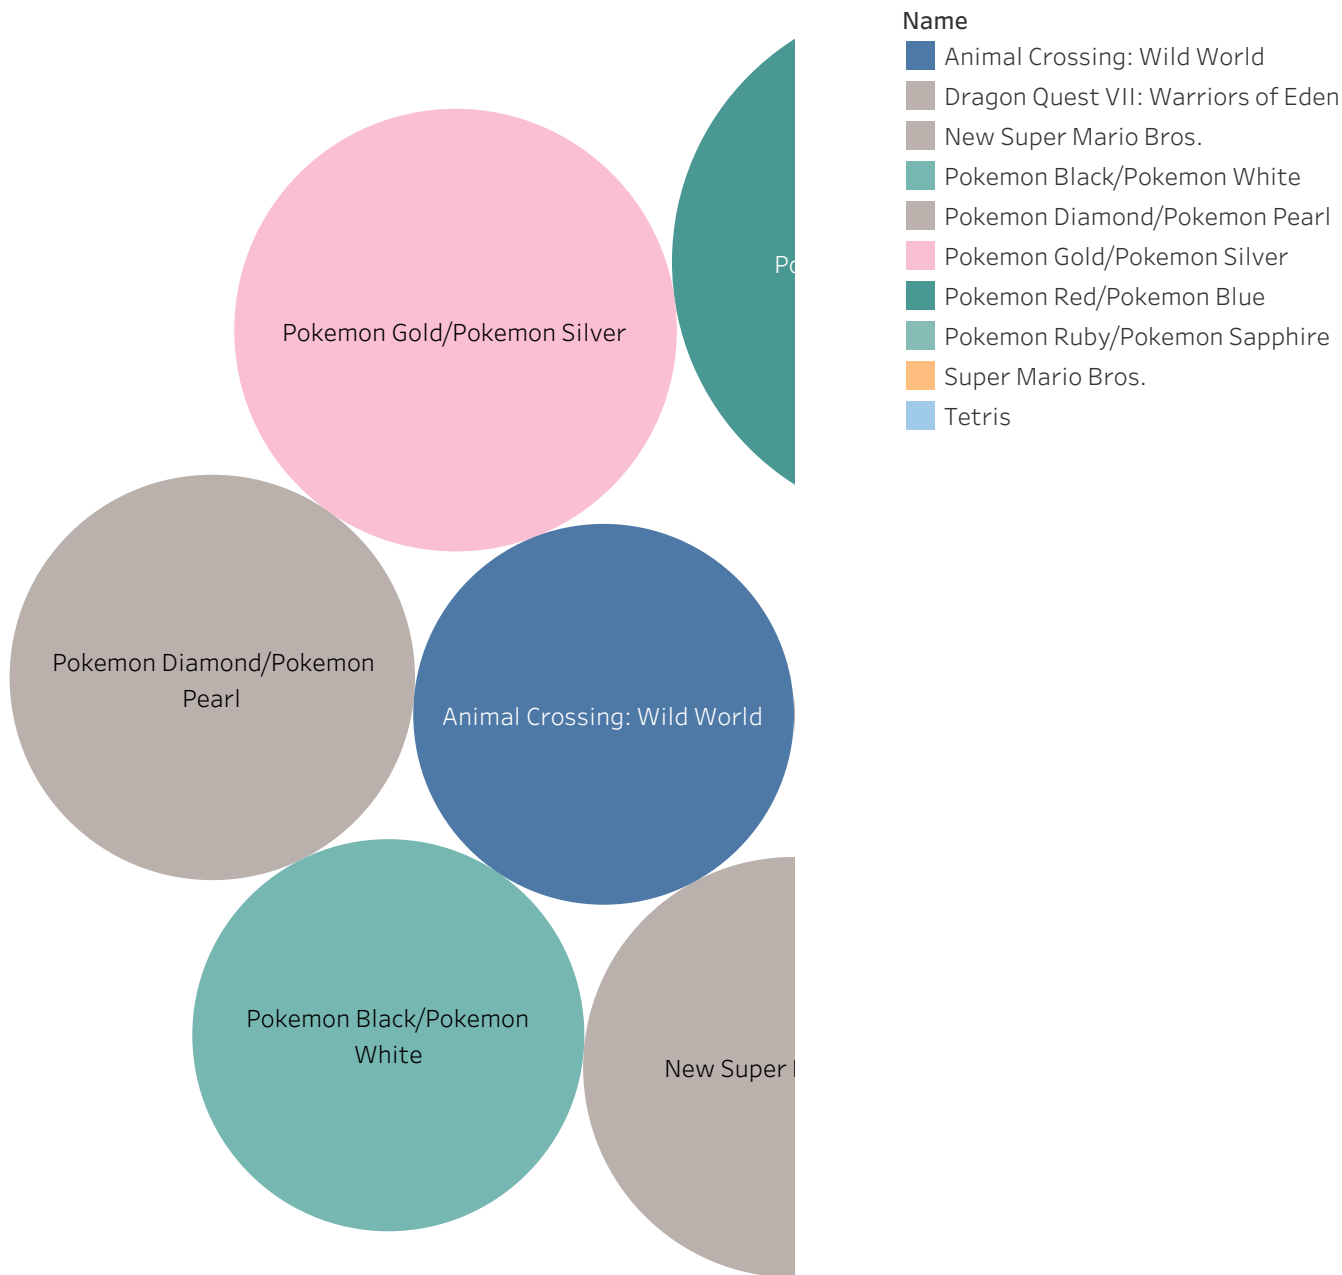 Name
Animal Crossing: Wild World
Dragon Quest VII: Warriors of Eden
New Super Mario Bros.
Pokemon Black/Pokemon White
Pokemon Diamond/Pokemon Pearl
Pokemon Gold/Pokemon Silver
Pokemon Red/Pokemon Blue
Pokemon Ruby/Pokemon Sapphire
Super Mario Bros.
Tetris
Po
Pokemon Gold/Pokemon Silver
Pokemon Diamond/Pokemon
Pearl
Animal Crossing: Wild World
Pokemon Black/Pokemon
White
New Super